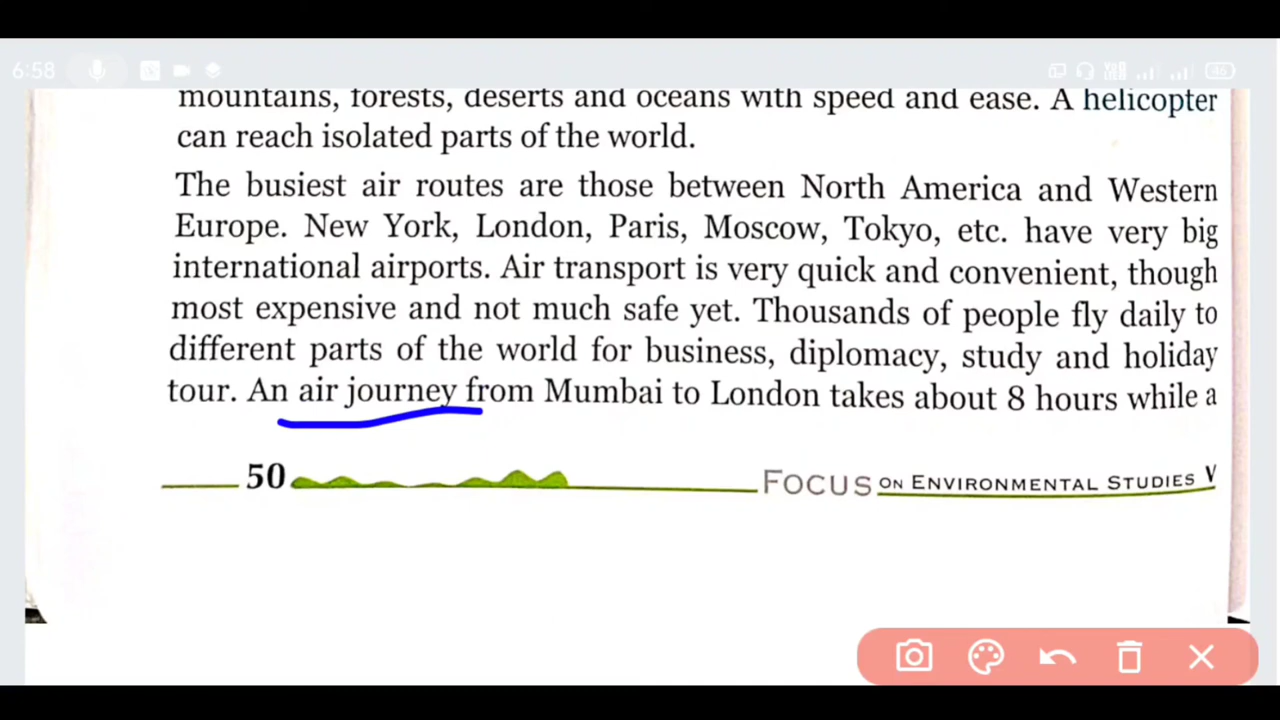 6:58
46
mountains, forests, deserts and oceans with speed and ease. A helicopter
can reach isolated parts of the world.
The busiest air routes are those between North America and Western
Europe. New York, London, Paris, Moscow, Tokyo, etc. have very big
international airports. Air transport is very quick and convenient, though
most expensive and not much safe yet. Thousands of people fly daily to
different parts of the world for business, diplomacy, study and holiday
tour. An air journey from Mumbai to London takes about 8 hours while a
50
FOCUS ON ENVIRONMENTAL STUDIES V